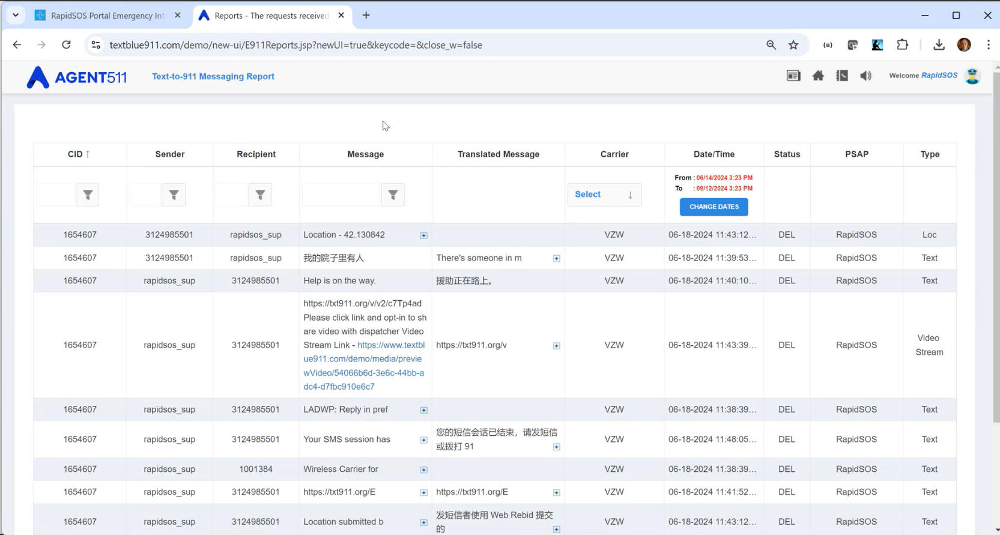 RapidSOS Portal Emergency Int
Reports - The requests received
textblue911.com/demo/new-ui/E911Reports.jsp?newUI=true&keycode=&close_w=false
AGENT511
Text-to-911 Messaging Report
Welcome RapidSOS
CID ↑ Sender Recipient Message Translated Message Carrier Date/Time Status PSAP Type
From : 06/14/2024 3:23 PM
To : 09/12/2024 3:23 PM
Select ↓
CHANGE DATES
1654607 3124985501 rapidsos_sup Location - 42.130842 VZW 06-18-2024 11:43:12... DEL RapidSOS Loc
1654607 3124985501 rapidsos_sup 我的院子里有人 There's someone in m VZW 06-18-2024 11:39:53... DEL RapidSOS Text
1654607 rapidsos_sup 3124985501 Help is on the way. 援助正在路上。 VZW 06-18-2024 11:40:10... DEL RapidSOS Text
1654607 rapidsos_sup 3124985501
https://txt911.org/v/v2/c7Tp4ad
Please click link and opt-in to sh
are video with dispatcher Video
Stream Link - https://www.textbl
ue911.com/demo/media/previe
wVideo/54066b6d-3e6c-44bb-a
dc4-d7fbc910e6c7
https://txt911.org/v VZW 06-18-2024 11:43:39... DEL RapidSOS
Video
Stream
1654607 rapidsos_sup 3124985501 LADWP: Reply in pref VZW 06-18-2024 11:38:39... DEL RapidSOS Text
1654607 rapidsos_sup 3124985501 Your SMS session has
您的短信会话已结束，请发短信
或拨打 91
VZW 06-18-2024 11:48:05... DEL RapidSOS Text
1654607 rapidsos_sup 1001384 Wireless Carrier for VZW 06-18-2024 11:38:39... DEL RapidSOS Text
1654607 rapidsos_sup 3124985501 https://txt911.org/E https://txt911.org/E VZW 06-18-2024 11:41:52... DEL RapidSOS Text
1654607 rapidsos_sup 3124985501 Location submitted b
发短信者使用 Web Rebid 提交
的
VZW 06-18-2024 11:43:12... DEL RapidSOS Text